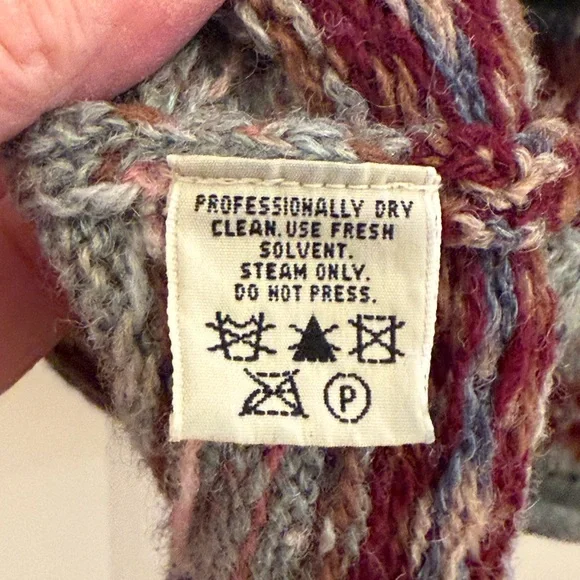 PROFESSIONALLY DRY
CLEAN. USE FRESH
SOLVENT.
STEAM ONLY.
DO NOT PRESS.
P